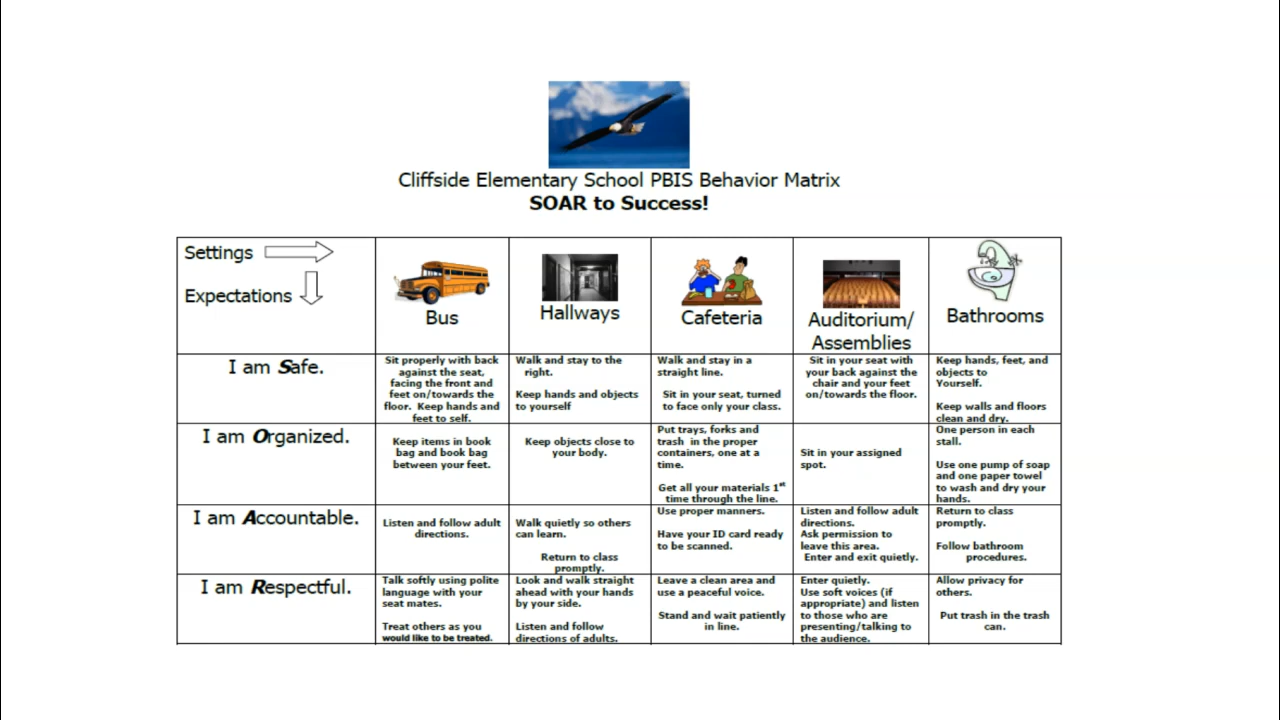 Cliffside Elementary School PBIS Behavior Matrix
SOAR to Success!
Settings
Expectations
Bus
Hallways
Cafeteria
Auditorium/
Assemblies
Bathrooms
I am Safe.
Sit properly with back
against the seat,
facing the front and
feet on/towards the
floor. Keep hands and
feet to self.
Walk and stay to the
right.
Keep hands and objects
to yourself
Walk and stay in a
straight line.
Sit in your seat, turned
to face only your class.
Sit in your seat with
your back against the
chair and your feet
on/towards the floor.
Keep hands, feet, and
objects to
Yourself.
Keep walls and floors
clean and dry.
I am Organized.
Keep items in book
bag and book bag
between your feet.
Keep objects close to
your body.
Put trays, forks and
trash in the proper
containers, one at a
time.
Get all your materials 1st
time through the line.
Sit in your assigned
spot.
One person in each
stall.
Use one pump of soap
and one paper towel
to wash and dry your
hands.
I am Accountable.
Listen and follow adult
directions.
Walk quietly so others
can learn.
Return to class
promptly.
Use proper manners.
Have your ID card ready
to be scanned.
Listen and follow adult
directions.
Ask permission to
leave this area.
Enter and exit quietly.
Return to class
promptly.
Follow bathroom
procedures.
I am Respectful.
Talk softly using polite
language with your
seat mates.
Treat others as you
would like to be treated.
Look and walk straight
ahead with your hands
by your side.
Listen and follow
directions of adults.
Leave a clean area and
use a peaceful voice.
Stand and wait patiently
in line.
Enter quietly.
Use soft voices (if
appropriate) and listen
to those who are
presenting/talking to
the audience.
Allow privacy for
others.
Put trash in the trash
can.